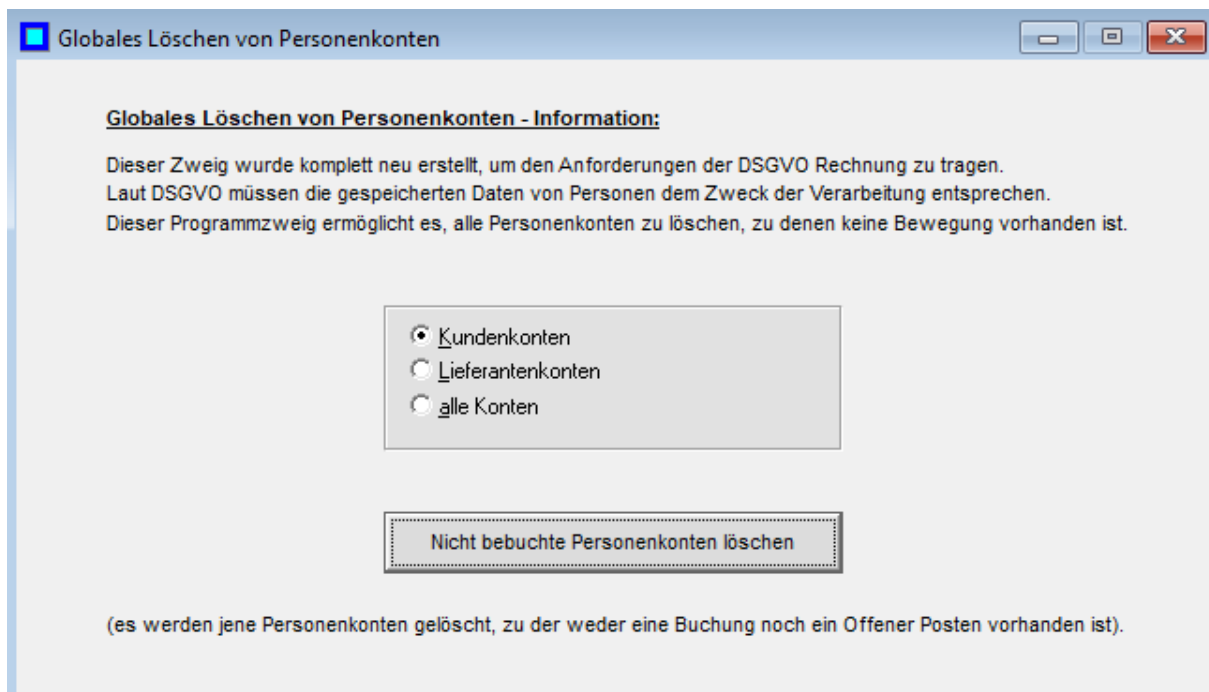 Globales Löschen von Personenkonten
Globales Löschen von Personenkonten - Information:
Dieser Zweig wurde komplett neu erstellt, um den Anforderungen der DSGVO Rechnung zu tragen.
Laut DSGVO müssen die gespeicherten Daten von Personen dem Zweck der Verarbeitung entsprechen.
Dieser Programmzweig ermöglicht es, alle Personenkonten zu löschen, zu denen keine Bewegung vorhanden ist.
Kundenkonten
Lieferantenkonten
alle Konten
Nicht bebuchte Personenkonten löschen
(es werden jene Personenkonten gelöscht, zu der weder eine Buchung noch ein Offener Posten vorhanden ist).